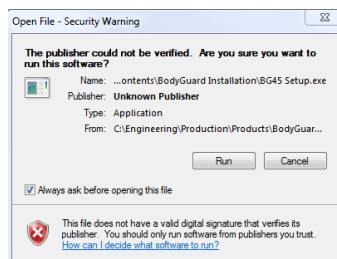 Open File - Security Warning
The publisher could not be verified. Are you sure you want to
run this software?
Name: ...ontents\BodyGuard Installation\BG45 Setup.exe
Publisher: Unknown Publisher
Type: Application
From: C:\Engineering\Production\Products\BodyGuar...
Run Cancel
Always ask before opening this file
This file does not have a valid digital signature that verifies its
publisher. You should only run software from publishers you trust.
How can I decide what software to run?